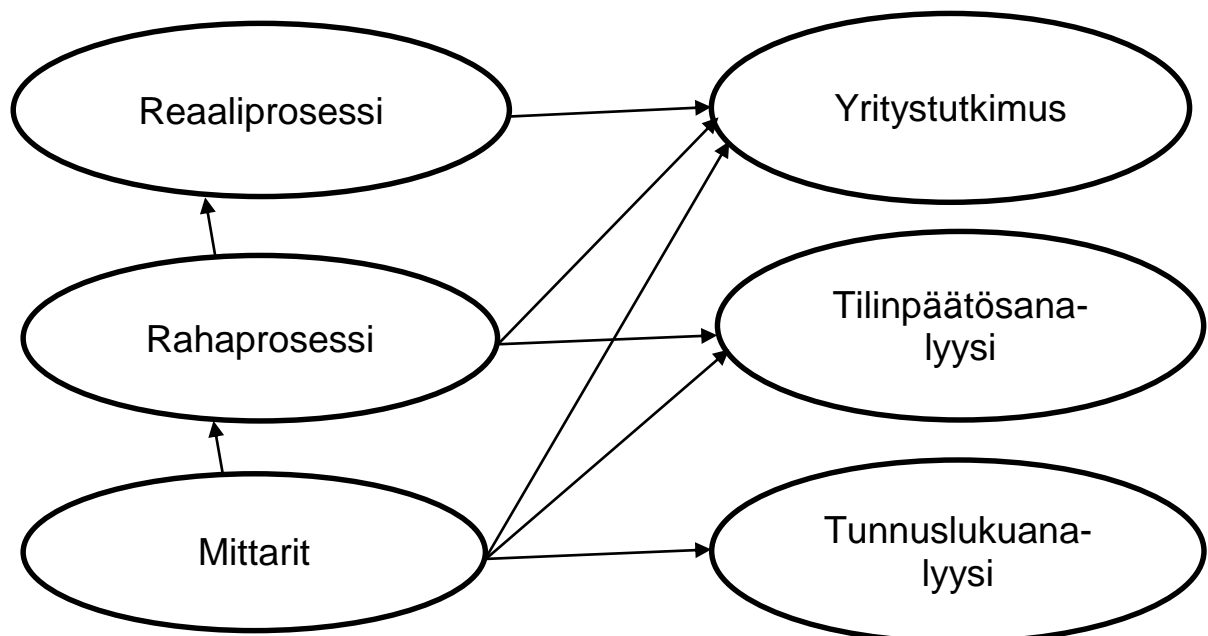 Reaaliprosessi
Yritystutkimus
Rahaprosessi
Tilinpäätösana-
lyysi
Mittarit
Tunnuslukuana-
lyysi